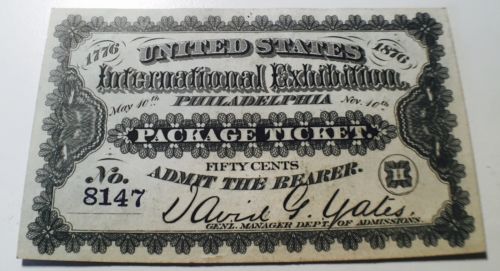 1776 UNITED STATES 1876
International Exhibition,
May 10th PHILADELPHIA Nov. 10th
PACKAGE TICKET.
FIFTY CENTS
No. ADMIT THE BEARER.
8147
David G. Yates,
GENL. MANAGER DEPT. OF ADMISSIONS.